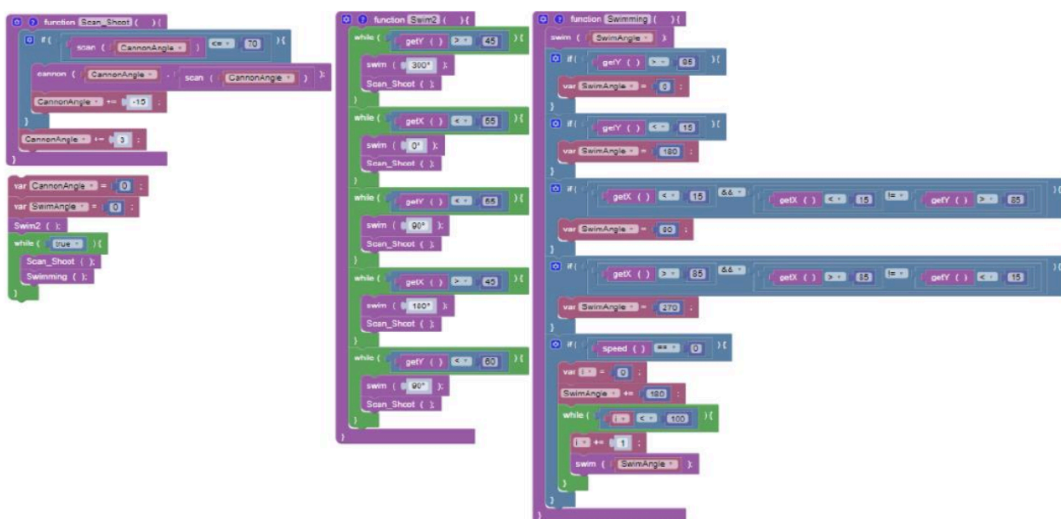 function Scan_Shoot ( ) {
if ( scan ( CannonAngle ) <= 70 ) {
cannon ( CannonAngle , scan ( CannonAngle ) );
CannonAngle += -15 ;
}
CannonAngle += 3 ;
}
var CannonAngle = 0 ;
var SwimAngle = 0 ;
Swim2 ( );
while ( true ) {
Scan_Shoot ( );
Swimming ( );
}
function Swim2 ( ) {
while ( getY ( ) > 45 ) {
swim ( 300° );
Scan_Shoot ( );
}
while ( getX ( ) < 55 ) {
swim ( 0° );
Scan_Shoot ( );
}
while ( getY ( ) < 55 ) {
swim ( 90° );
Scan_Shoot ( );
}
while ( getX ( ) > 45 ) {
swim ( 180° );
Scan_Shoot ( );
}
while ( getY ( ) < 60 ) {
swim ( 90° );
Scan_Shoot ( );
}
}
function Swimming ( ) {
swim ( SwimAngle );
if ( getY ( ) > 85 ) {
var SwimAngle = 0 ;
}
if ( getY ( ) < 15 ) {
var SwimAngle = 180 ;
}
if ( getX ( ) < 15 && getX ( ) < 15 != getY ( ) > 85 ) {
var SwimAngle = 90 ;
}
if ( getX ( ) > 85 && getX ( ) > 85 != getY ( ) < 15 ) {
var SwimAngle = 270 ;
}
if ( speed ( ) == 0 ) {
var i = 0 ;
SwimAngle += 180 ;
while ( i < 100 ) {
i += 1 ;
swim ( SwimAngle );
}
}
}